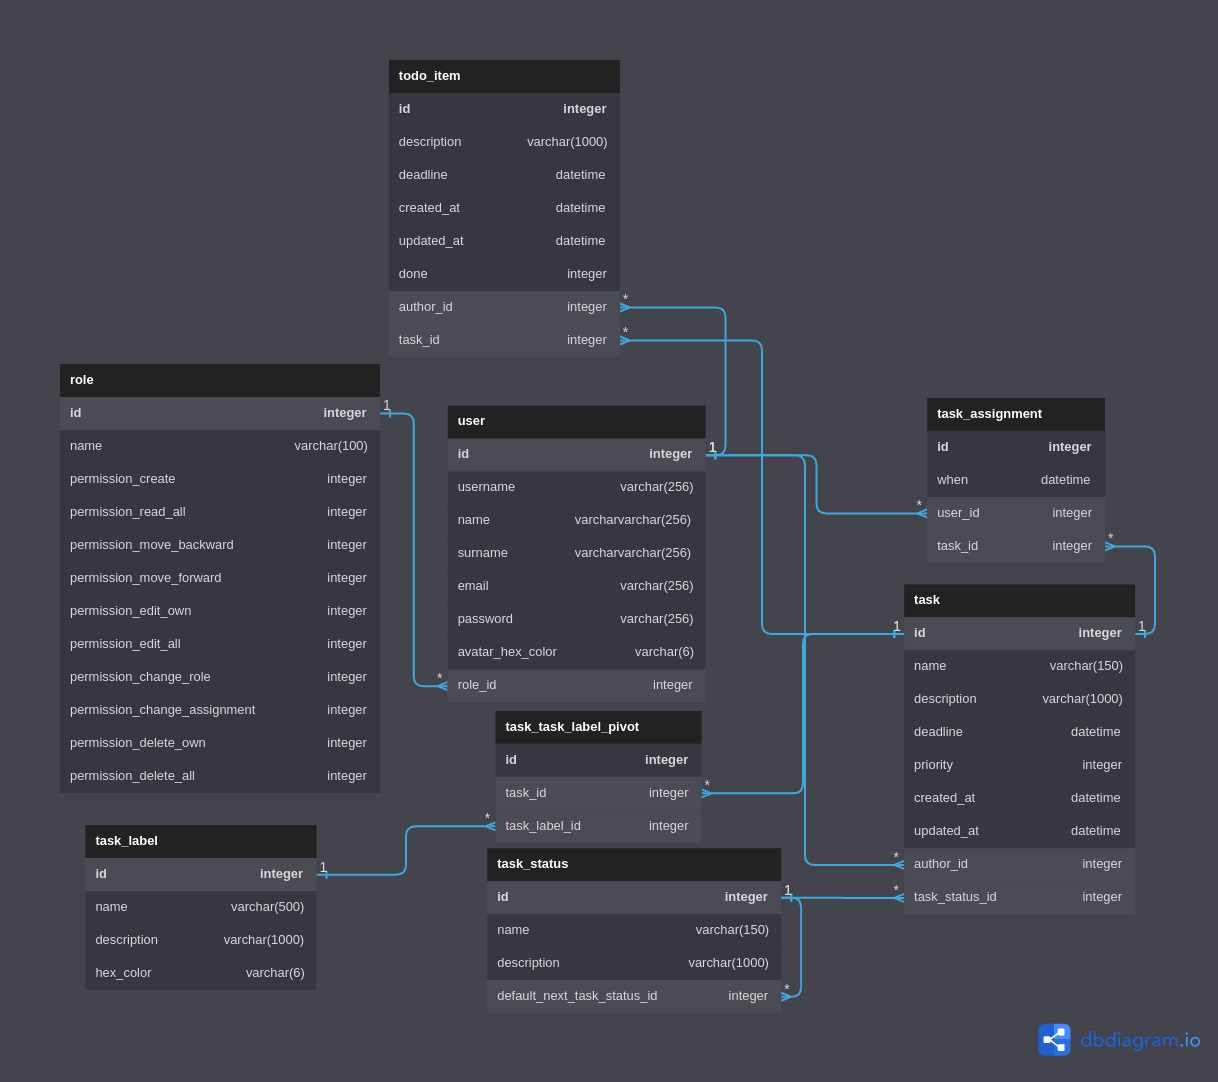 todo_item
id integer
description varchar(1000)
deadline datetime
created_at datetime
updated_at datetime
done integer
author_id integer *
task_id integer *
role
id integer 1
name varchar(100)
permission_create integer
permission_read_all integer
permission_move_backward integer
permission_move_forward integer
permission_edit_own integer
permission_edit_all integer
permission_change_role integer
permission_change_assignment integer
permission_delete_own integer
permission_delete_all integer
user
id integer 1
username varchar(256)
name varcharvarchar(256)
surname varcharvarchar(256)
email varchar(256)
password varchar(256)
avatar_hex_color varchar(6)
* role_id integer
task_assignment
id integer
when datetime
* user_id integer
task_id integer *
task
1 id integer 1
name varchar(150)
description varchar(1000)
deadline datetime
priority integer
created_at datetime
updated_at datetime
* author_id integer
* task_status_id integer
task_task_label_pivot
id integer
task_id integer *
* task_label_id integer
task_label
id integer 1
name varchar(500)
description varchar(1000)
hex_color varchar(6)
task_status
id integer 1
name varchar(150)
description varchar(1000)
default_next_task_status_id integer *
dbdiagram.io